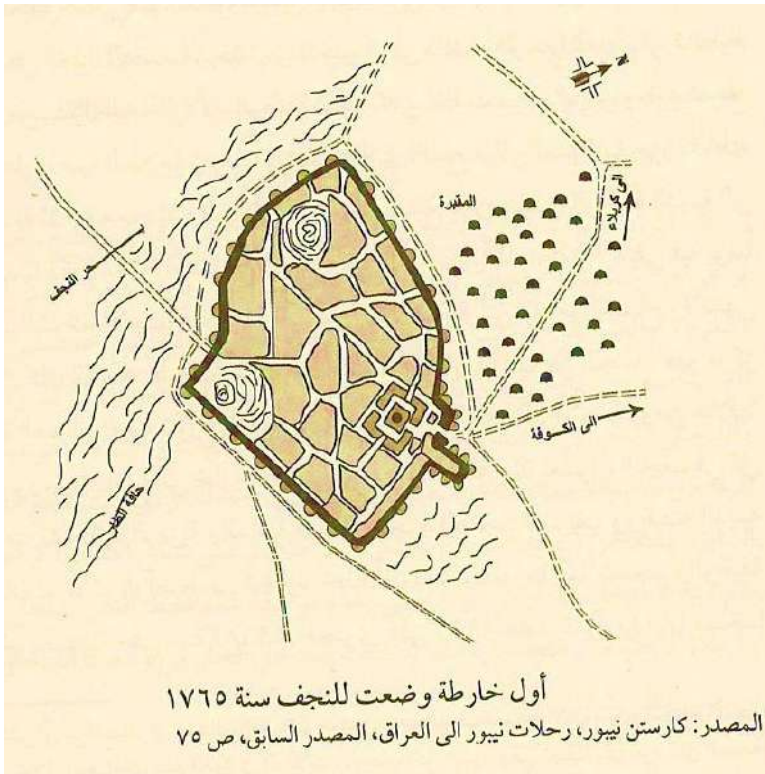 N
الى كربلاء
المقبرة
بحر النجف
الى الكوفة
حافة الطار
أول خارطة وضعت للنجف سنة ١٧٦٥
المصدر: كارستن نيبور، رحلات نيبور الى العراق، المصدر السابق، ص ٧٥